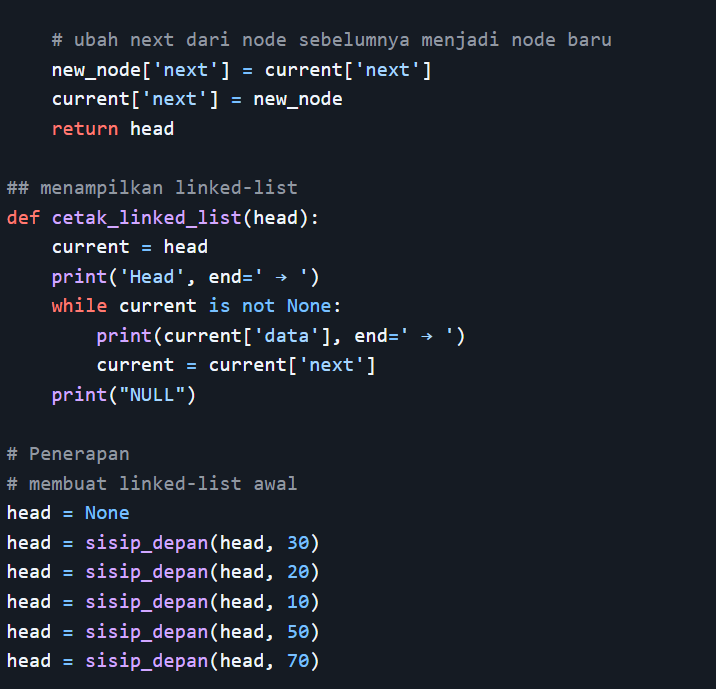 # ubah next dari node sebelumnya menjadi node baru
    new_node['next'] = current['next']
    current['next'] = new_node
    return head

## menampilkan linked-list
def cetak_linked_list(head):
    current = head
    print('Head', end=' → ')
    while current is not None:
        print(current['data'], end=' → ')
        current = current['next']
    print("NULL")

# Penerapan
# membuat linked-list awal
head = None
head = sisip_depan(head, 30)
head = sisip_depan(head, 20)
head = sisip_depan(head, 10)
head = sisip_depan(head, 50)
head = sisip_depan(head, 70)